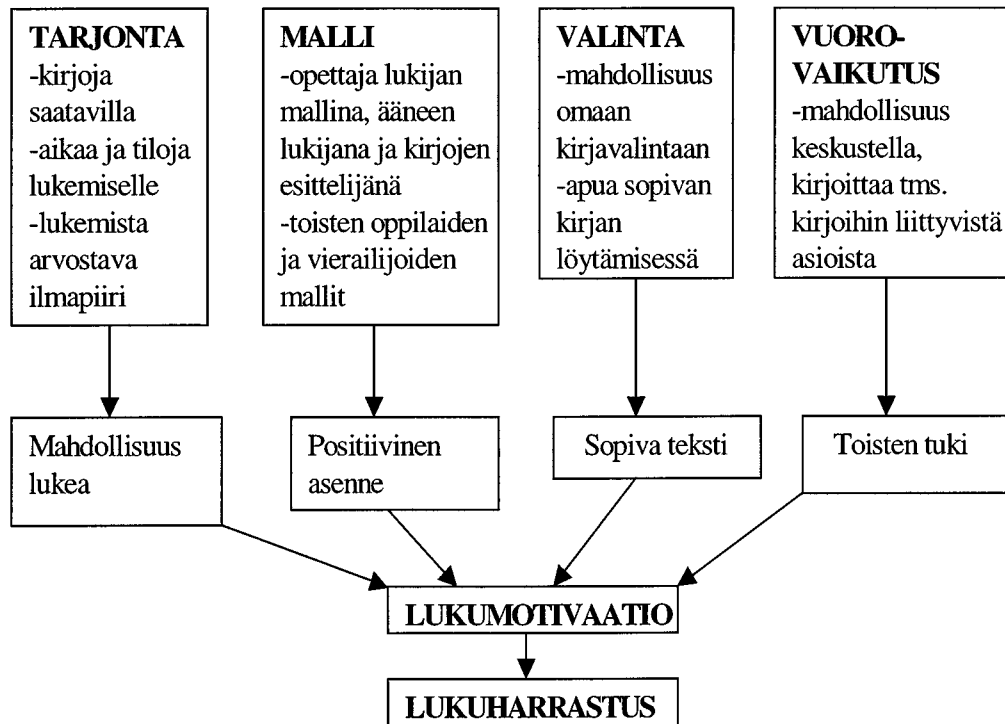 TARJONTA
-kirjoja
saatavilla
-aikaa ja tiloja
lukemiselle
-lukemista
arvostava
ilmapiiri
MALLI
-opettaja lukijan
mallina, ääneen
lukijana ja kirjojen
esittelijänä
-toisten oppilaiden
ja vierailijoiden
mallit
VALINTA
-mahdollisuus
omaan
kirjavalintaan
-apua sopivan
kirjan
löytämisessä
VUORO-
VAIKUTUS
-mahdollisuus
keskustella,
kirjoittaa tms.
kirjoihin liittyvistä
asioista
Mahdollisuus
lukea
Positiivinen
asenne
Sopiva teksti
Toisten tuki
LUKUMOTIVAATIO
LUKUHARRASTUS